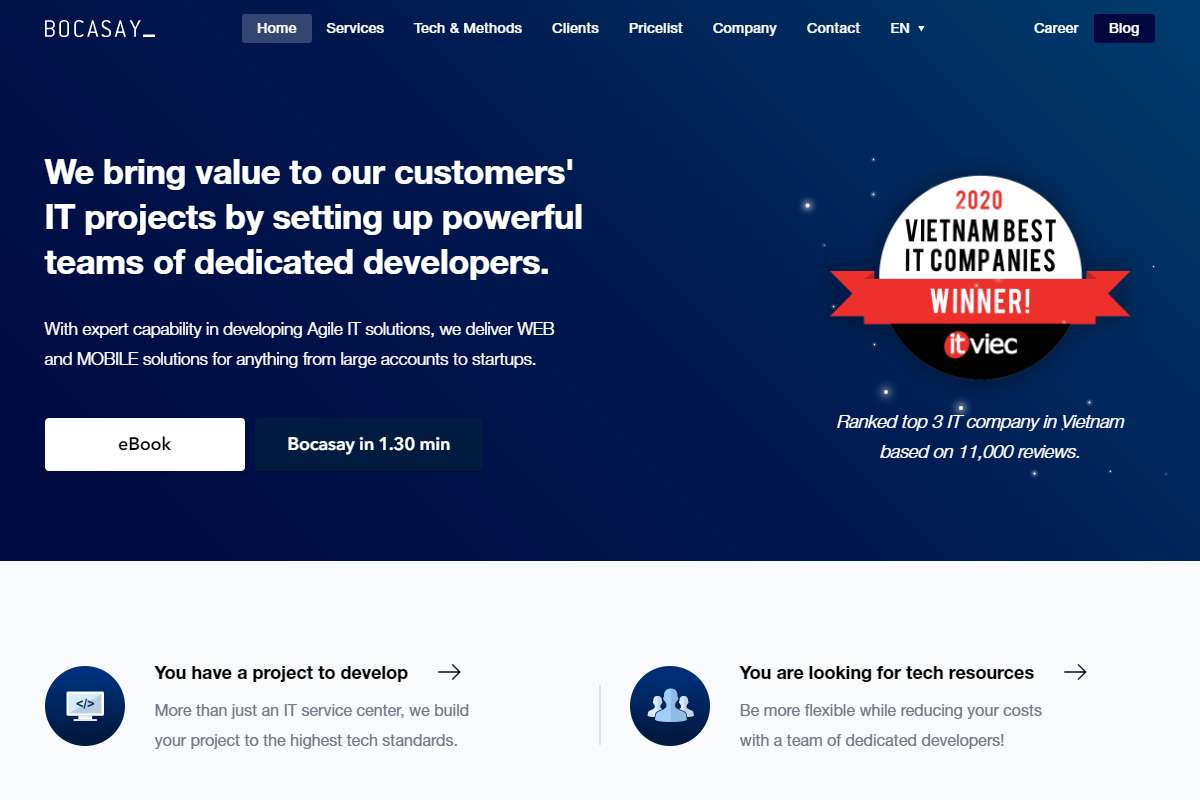 BOCASAY_
Home Services Tech & Methods Clients Pricelist Company Contact EN Career Blog
We bring value to our customers'
IT projects by setting up powerful
teams of dedicated developers.
With expert capability in developing Agile IT solutions, we deliver WEB
and MOBILE solutions for anything from large accounts to startups.
eBook
Bocasay in 1.30 min
2020
VIETNAM BEST
IT COMPANIES
WINNER!
itviec
Ranked top 3 IT company in Vietnam
based on 11,000 reviews.
</>
You have a project to develop
More than just an IT service center, we build
your project to the highest tech standards.
You are looking for tech resources
Be more flexible while reducing your costs
with a team of dedicated developers!